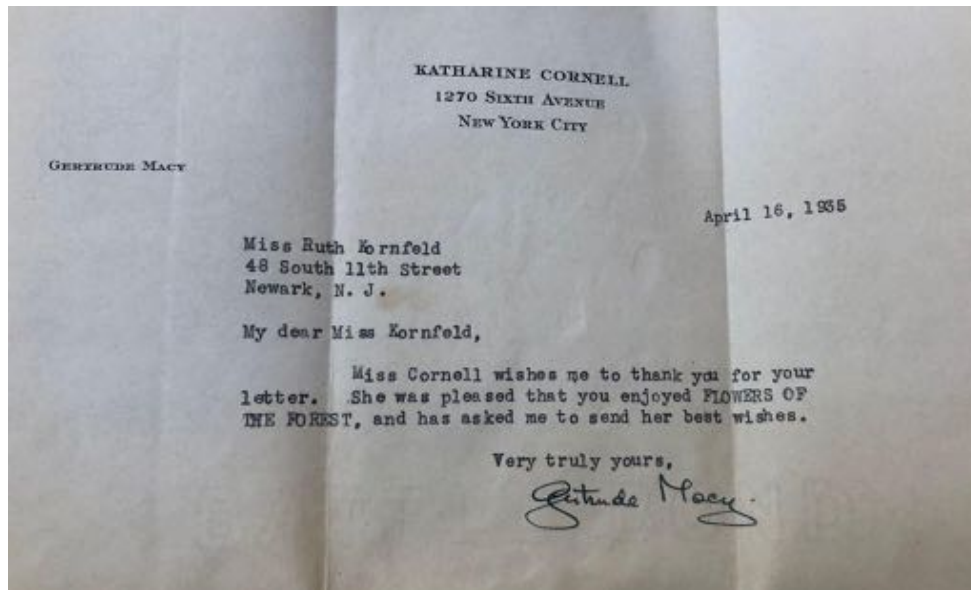 KATHARINE CORNELL
1270 SIXTH AVENUE
NEW YORK CITY
GERTRUDE MACY
April 16, 1935
Miss Ruth Kornfeld
48 South 11th Street
Newark, N. J.
My dear Miss Kornfeld,
Miss Cornell wishes me to thank you for your
letter. She was pleased that you enjoyed FLOWERS OF
THE FOREST, and has asked me to send her best wishes.
Very truly yours,
Gertrude Macy.